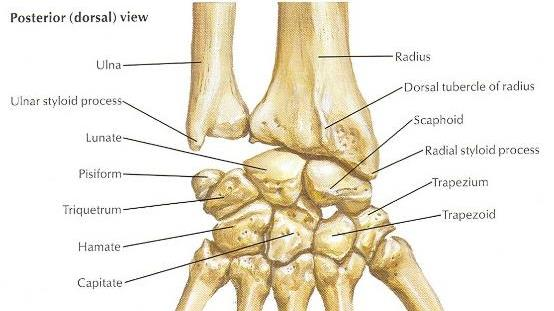 Posterior (dorsal) view
Ulna
Ulnar styloid process
Lunate
Pisiform
Triquetrum
Hamate
Capitate
Radius
Dorsal tubercle of radius
Scaphoid
Radial styloid process
Trapezium
Trapezoid